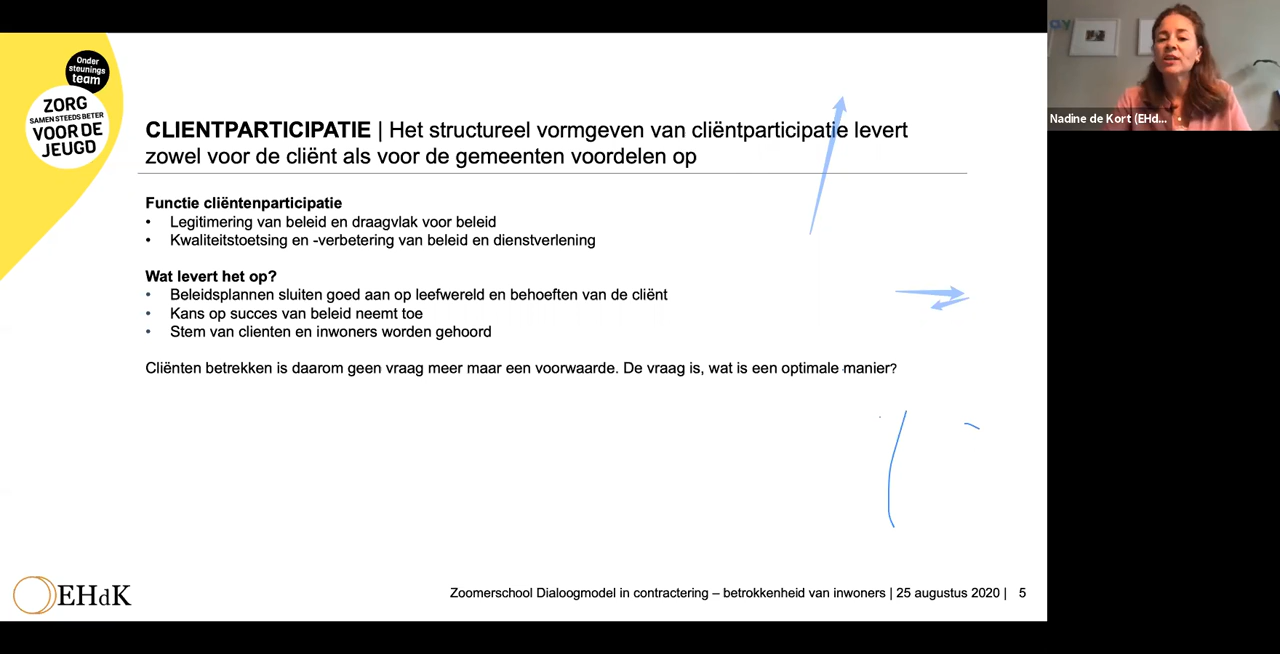 Onder
steunings
team
ZORG
SAMEN STEEDS BETER
VOOR DE
JEUGD
CLIENTPARTICIPATIE | Het structureel vormgeven van cliëntparticipatie levert
zowel voor de cliënt als voor de gemeenten voordelen op
Functie cliëntenparticipatie
• Legitimering van beleid en draagvlak voor beleid
• Kwaliteitstoetsing en -verbetering van beleid en dienstverlening
Wat levert het op?
• Beleidsplannen sluiten goed aan op leefwereld en behoeften van de cliënt
• Kans op succes van beleid neemt toe
• Stem van clienten en inwoners worden gehoord
Cliënten betrekken is daarom geen vraag meer maar een voorwaarde. De vraag is, wat is een optimale manier?
EHdK
Zoomerschool Dialoogmodel in contractering – betrokkenheid van inwoners | 25 augustus 2020 | 5
Nadine de Kort (EHd...